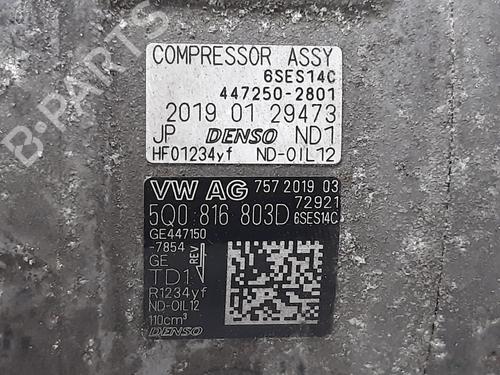 COMPRESSOR ASSY
6SES14C
447250-2801
2019 01 29473
JP DENSO ND1
HF01234yf ND-OIL12
VW AG 757 2019 03
72921
5Q0 816 803D 6SES14C
GE447150
-7854
GE
REV
TD1
R1234yf
ND-OIL12
110cm³
DENSO
B-PARTS